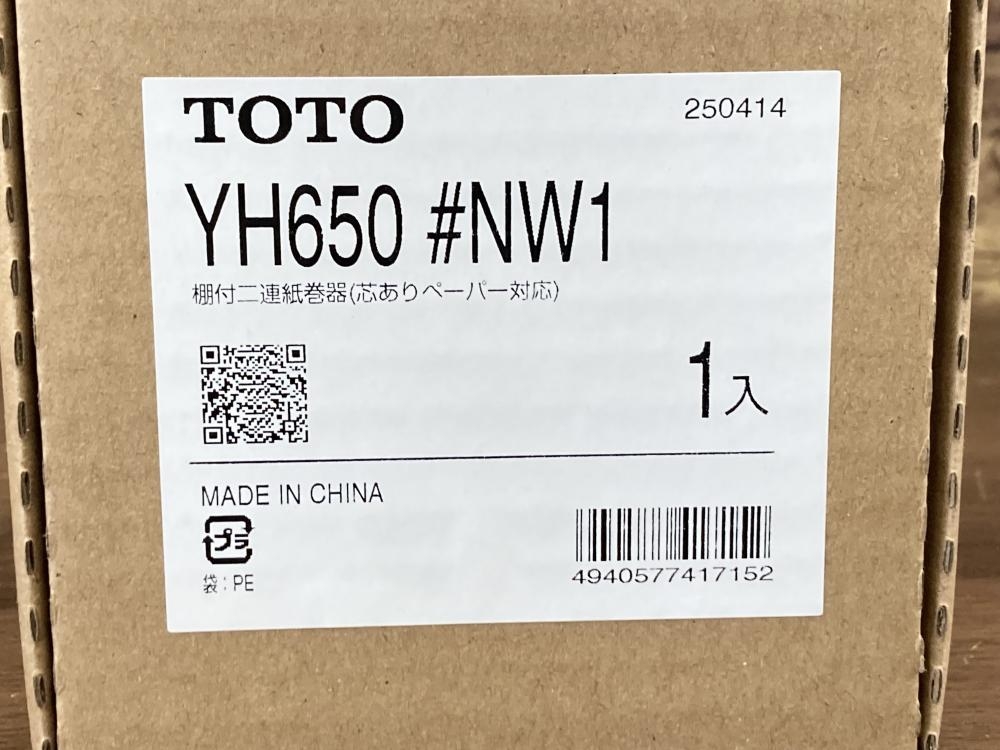 TOTO
250414
YH650 #NW1
棚付二連紙巻器(芯ありペーパー対応)
1入
MADE IN CHINA
プラ
袋:PE
4940577417152